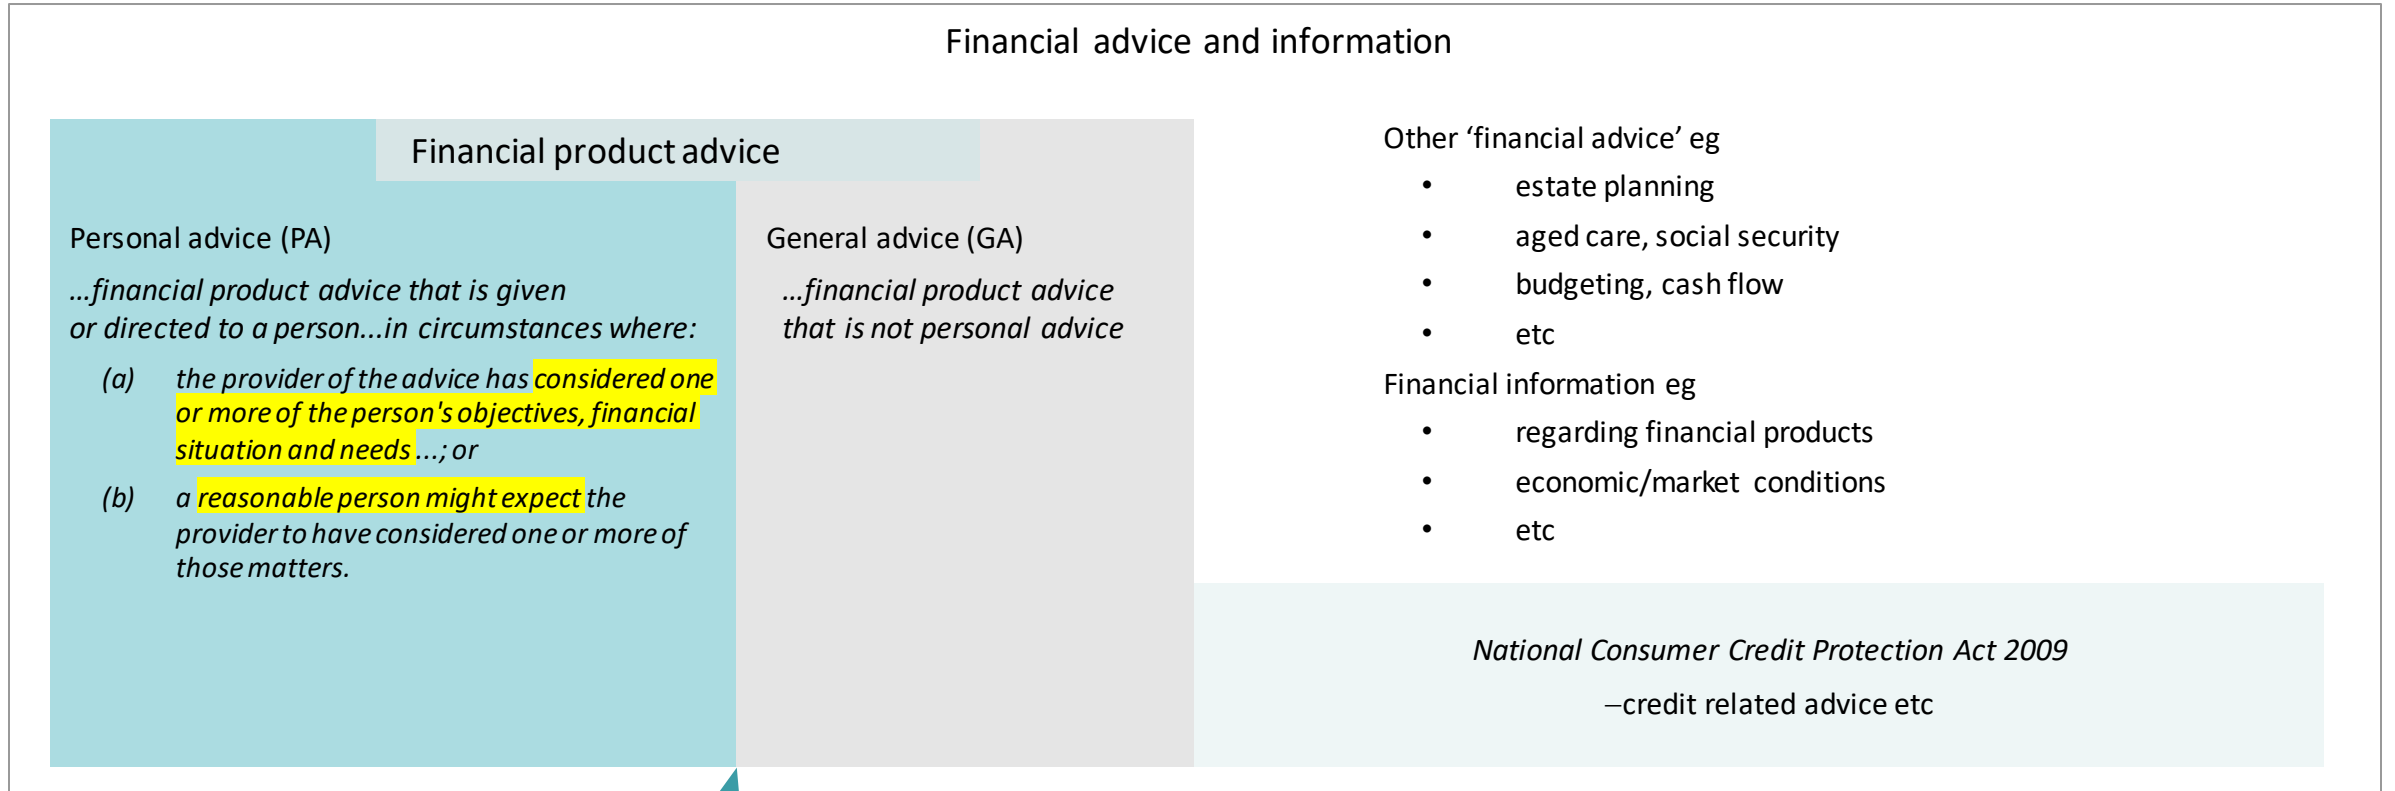 Financial advice and information
Financial product advice
Personal advice (PA)
...financial product advice that is given
or directed to a person...in circumstances where:
(a) the provider of the advice has considered one
or more of the person's objectives, financial
situation and needs ...; or
(b) a reasonable person might expect the
provider to have considered one or more of
those matters.
General advice (GA)
...financial product advice
that is not personal advice
Other ‘financial advice’ eg
• estate planning
• aged care, social security
• budgeting, cash flow
• etc
Financial information eg
• regarding financial products
• economic/market conditions
• etc
National Consumer Credit Protection Act 2009
–credit related advice etc